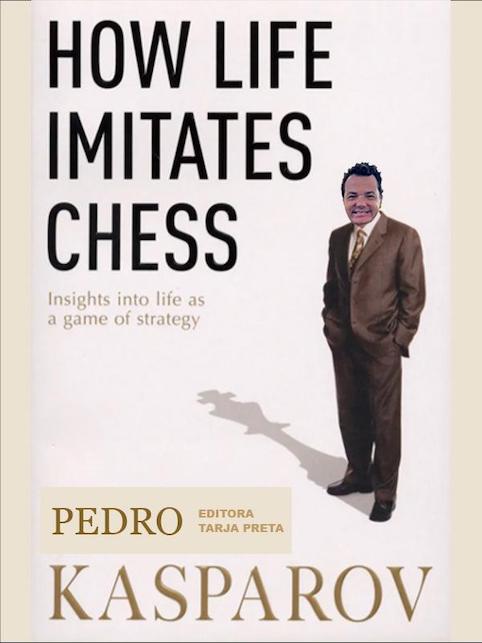 HOW LIFE
IMITATES
CHESS
Insights into life as
a game of strategy
PEDRO
EDITORA
TARJA PRETA
KASPAROV